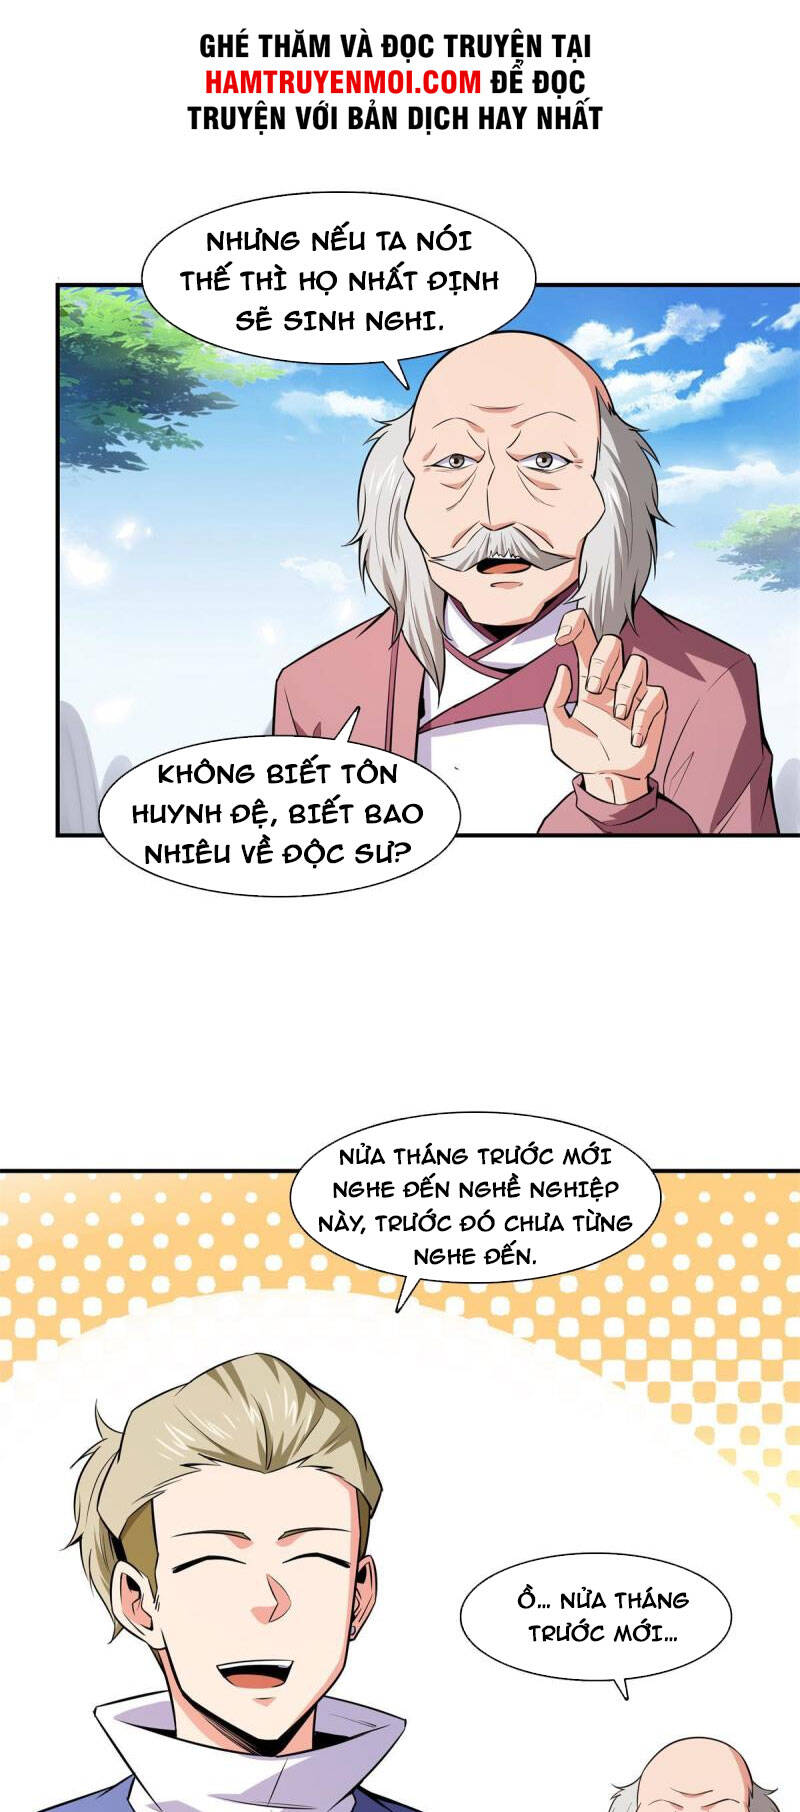 GHÉ THĂM VÀ ĐỌC TRUYỆN TẠI
HAMTRUYENMOI.COM ĐỂ ĐỌC
TRUYỆN VỚI BẢN DỊCH HAY NHẤT
NHƯNG NẾU TA NÓI
THẾ THÌ HỌ NHẤT ĐỊNH
SẼ SINH NGHI.
KHÔNG BIẾT TÔN
HUYNH ĐỆ, BIẾT BAO
NHIÊU VỀ ĐỘC SƯ?
NỬA THÁNG TRƯỚC MỚI
NGHE ĐẾN NGHỀ NGHIỆP
NÀY, TRƯỚC ĐÓ CHƯA TỪNG
NGHE ĐẾN.
Ồ... NỬA THÁNG
TRƯỚC MỚI...